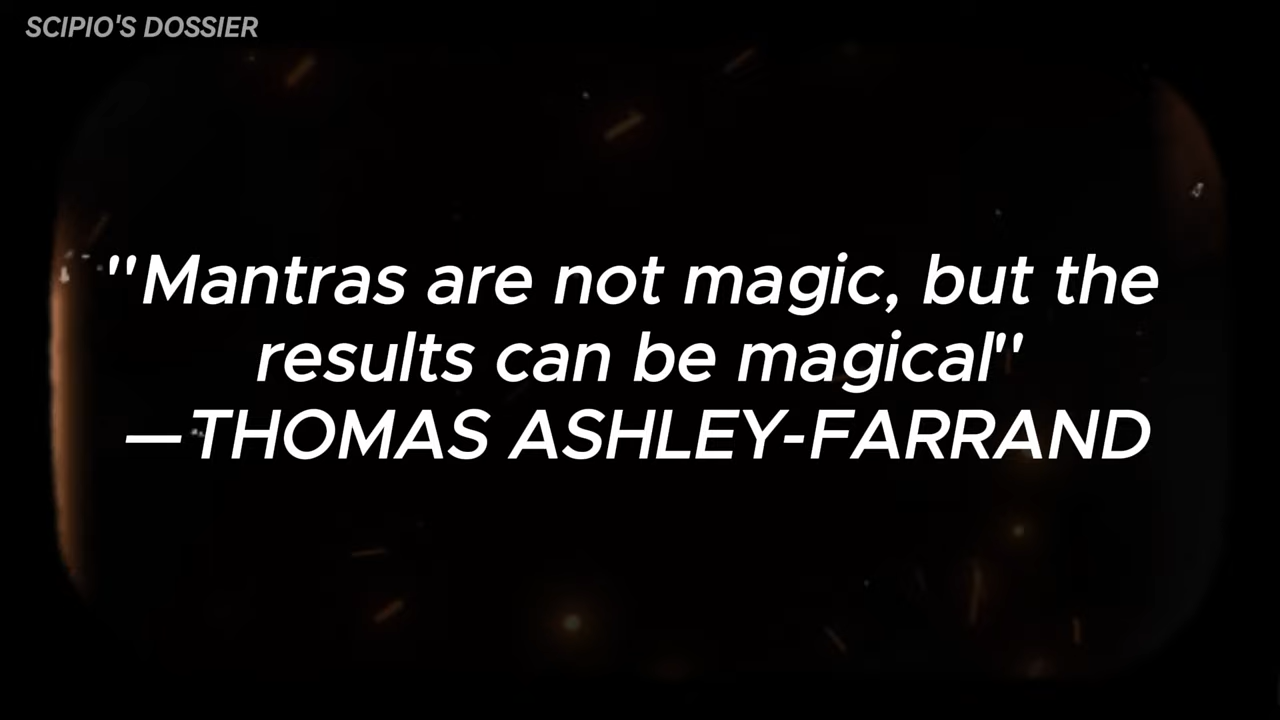 SCIPIO'S DOSSIER
"Mantras are not magic, but the
results can be magical"
—THOMAS ASHLEY-FARRAND